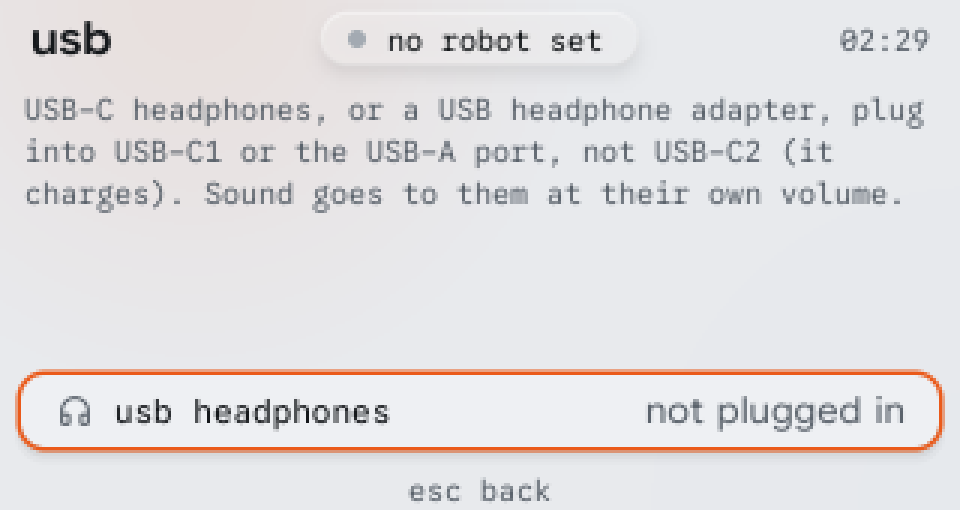 usb
no robot set
02:29
USB-C headphones, or a USB headphone adapter, plug
into USB-C1 or the USB-A port, not USB-C2 (it
charges). Sound goes to them at their own volume.
usb headphones
not plugged in
esc back